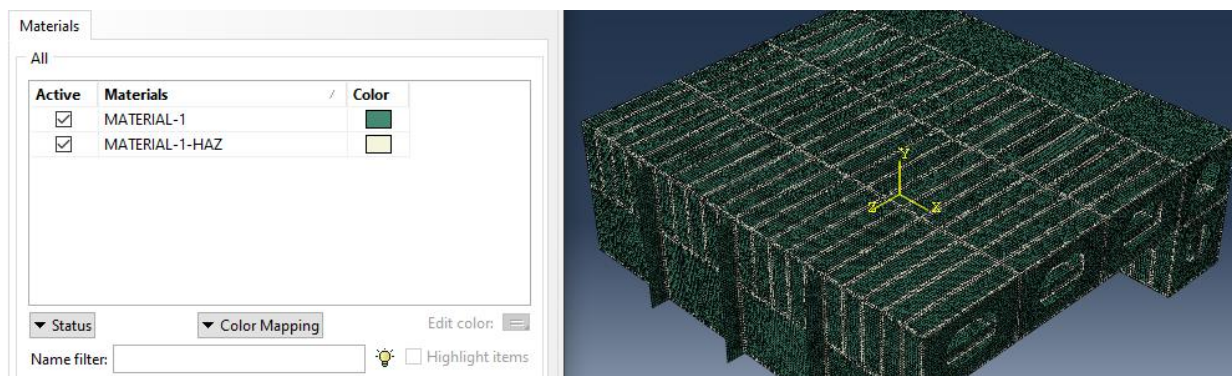 Materials
All
Active Materials / Color
MATERIAL-1
MATERIAL-1-HAZ
Status Color Mapping Edit color:
Name filter: Highlight items
Y
Z X